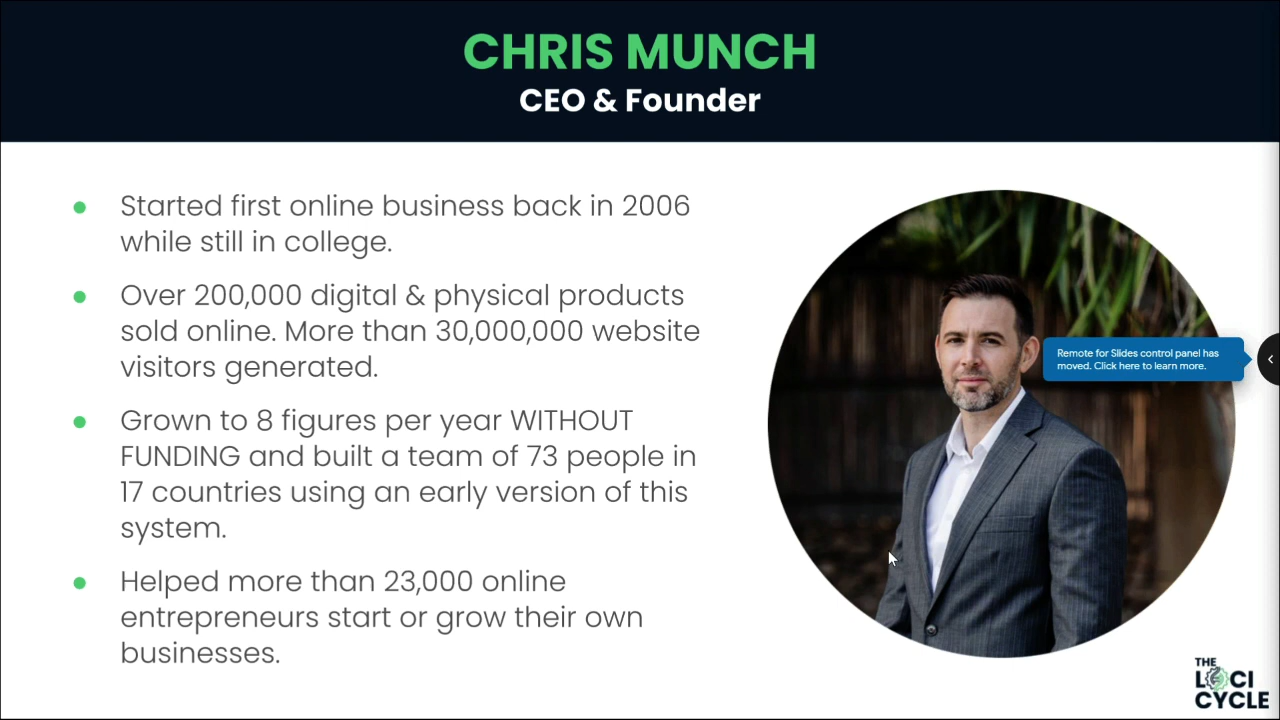 CHRIS MUNCH
CEO & Founder
Started first online business back in 2006
while still in college.
Over 200,000 digital & physical products
sold online. More than 30,000,000 website
visitors generated.
Grown to 8 figures per year WITHOUT
FUNDING and built a team of 73 people in
17 countries using an early version of this
system.
Helped more than 23,000 online
entrepreneurs start or grow their own
businesses.
Remote for Slides control panel has
moved. Click here to learn more.
THE
LOCI
CYCLE